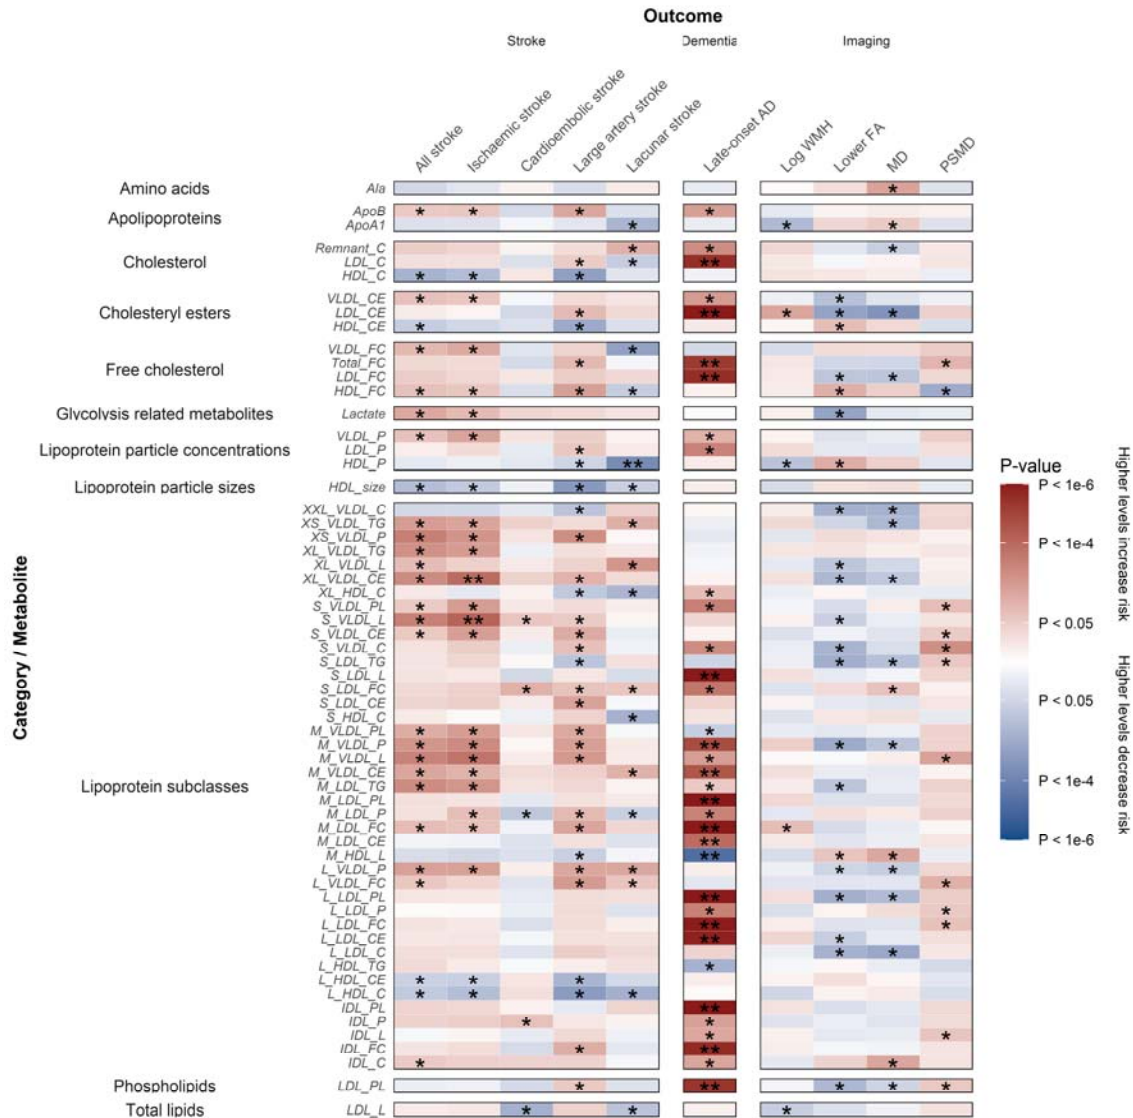 Outcome
Stroke Dementia Imaging
All stroke Ischaemic stroke Cardioembolic stroke Large artery stroke Lacunar stroke Late-onset AD Log WMH Lower FA MD PSMD
Category / Metabolite
Amino acids Ala *
Apolipoproteins
ApoB * * * *
ApoA1 * * *
Cholesterol
Remnant_C * * *
LDL_C * * **
HDL_C * * *
Cholesteryl esters
VLDL_CE * * * *
LDL_CE * ** * * *
HDL_CE * * *
Free cholesterol
VLDL_FC * * *
Total_FC * ** *
LDL_FC ** * *
HDL_FC * * * * * *
Glycolysis related metabolites Lactate * * *
Lipoprotein particle concentrations
VLDL_P * * *
LDL_P * *
HDL_P * ** * *
Lipoprotein particle sizes HDL_size * * * *
Lipoprotein subclasses
XXL_VLDL_C * * *
XS_VLDL_TG * * * *
XS_VLDL_P * * *
XL_VLDL_TG * *
XL_VLDL_L * * *
XL_VLDL_CE * ** * * *
XL_HDL_C * * *
S_VLDL_PL * * * *
S_VLDL_L * ** * * *
S_VLDL_CE * * * *
S_VLDL_C * * * *
S_LDL_TG * * * *
S_LDL_L **
S_LDL_FC * * * * *
S_LDL_CE *
S_HDL_C *
M_VLDL_PL * * * *
M_VLDL_P * * * ** * *
M_VLDL_L * * * * *
M_VLDL_CE * * * **
M_LDL_TG * * * *
M_LDL_PL **
M_LDL_P * * * * *
M_LDL_FC * * * ** *
M_LDL_CE **
M_HDL_L * ** * *
L_VLDL_P * * * * * *
L_VLDL_FC * * * *
L_LDL_PL ** * *
L_LDL_P * *
L_LDL_FC ** *
L_LDL_CE ** *
L_LDL_C * *
L_HDL_TG *
L_HDL_CE * * *
L_HDL_C * * * *
IDL_PL **
IDL_P * *
IDL_L * *
IDL_FC * **
IDL_C * * *
Phospholipids LDL_PL * ** * * *
Total lipids LDL_L * * *
P-value
P < 1e-6
P < 1e-4
P < 0.05
P < 0.05
P < 1e-4
P < 1e-6
Higher levels increase risk
Higher levels decrease risk